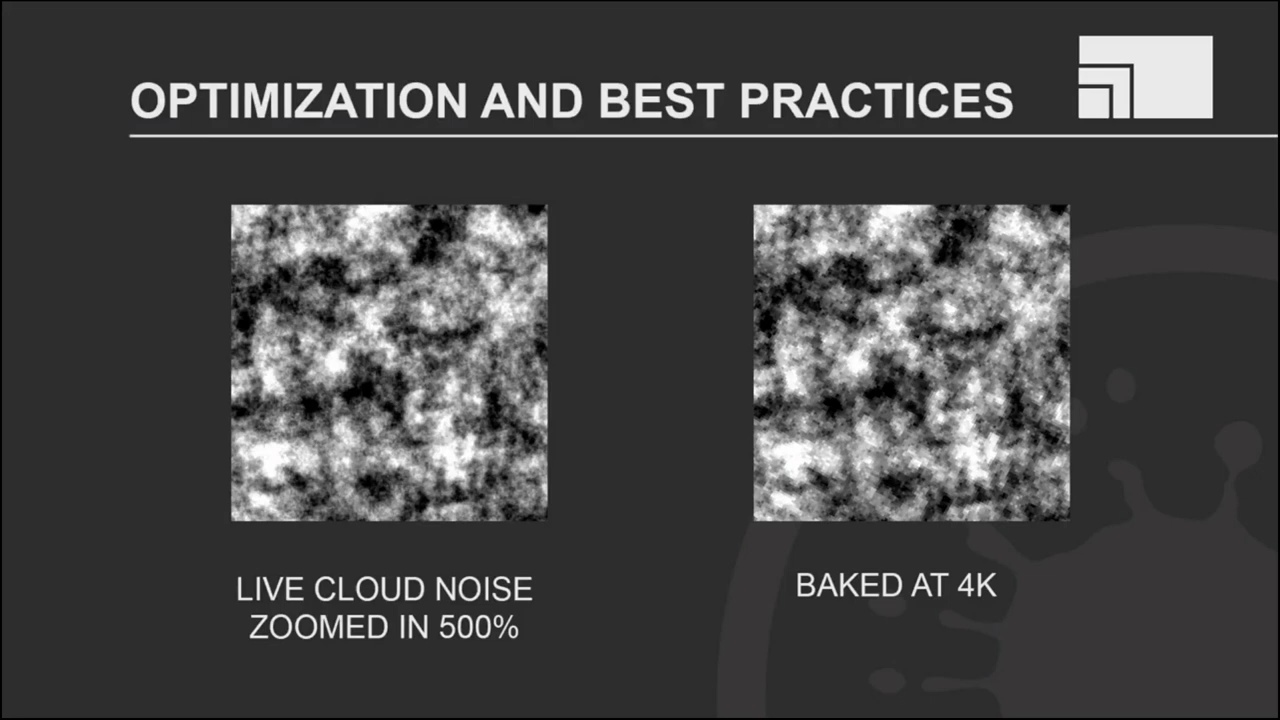 OPTIMIZATION AND BEST PRACTICES
LIVE CLOUD NOISE
ZOOMED IN 500%
BAKED AT 4K